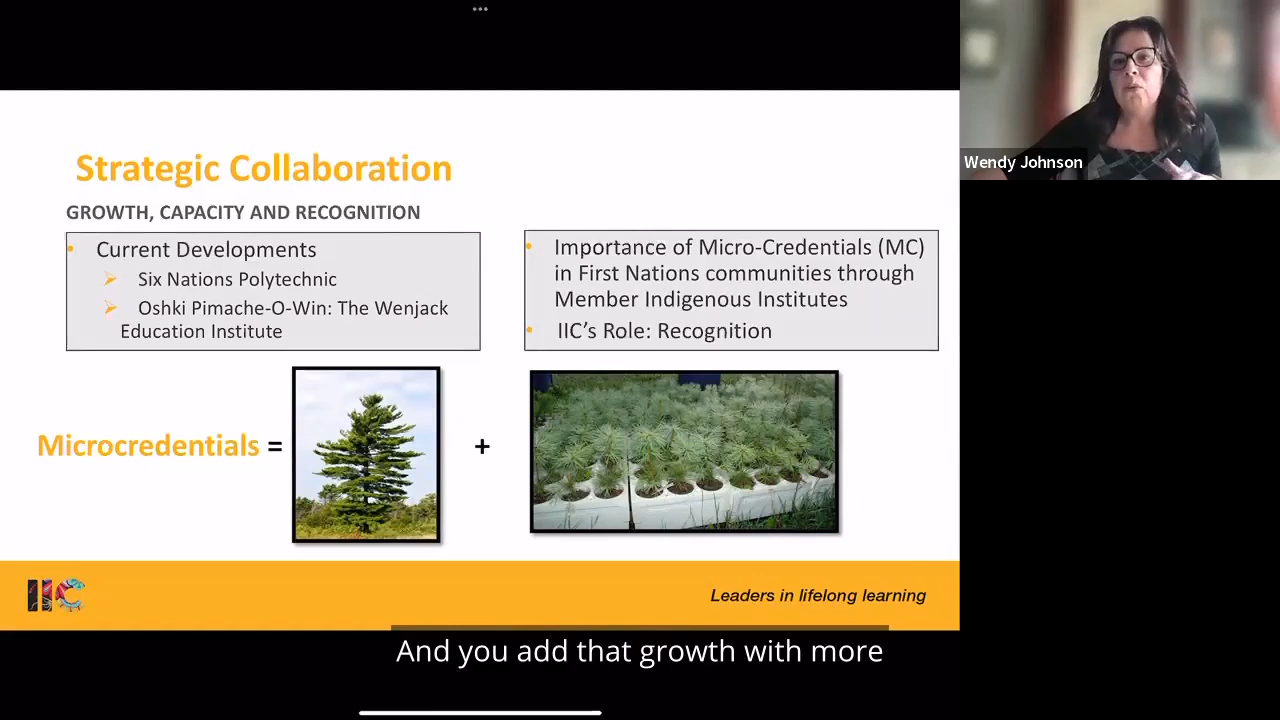 Strategic Collaboration
GROWTH, CAPACITY AND RECOGNITION
• Current Developments
➢ Six Nations Polytechnic
➢ Oshki Pimache-O-Win: The Wenjack
Education Institute
• Importance of Micro-Credentials (MC)
in First Nations communities through
Member Indigenous Institutes
• IIC’s Role: Recognition
Microcredentials =
+
IIC
Leaders in lifelong learning
Wendy Johnson
And you add that growth with more